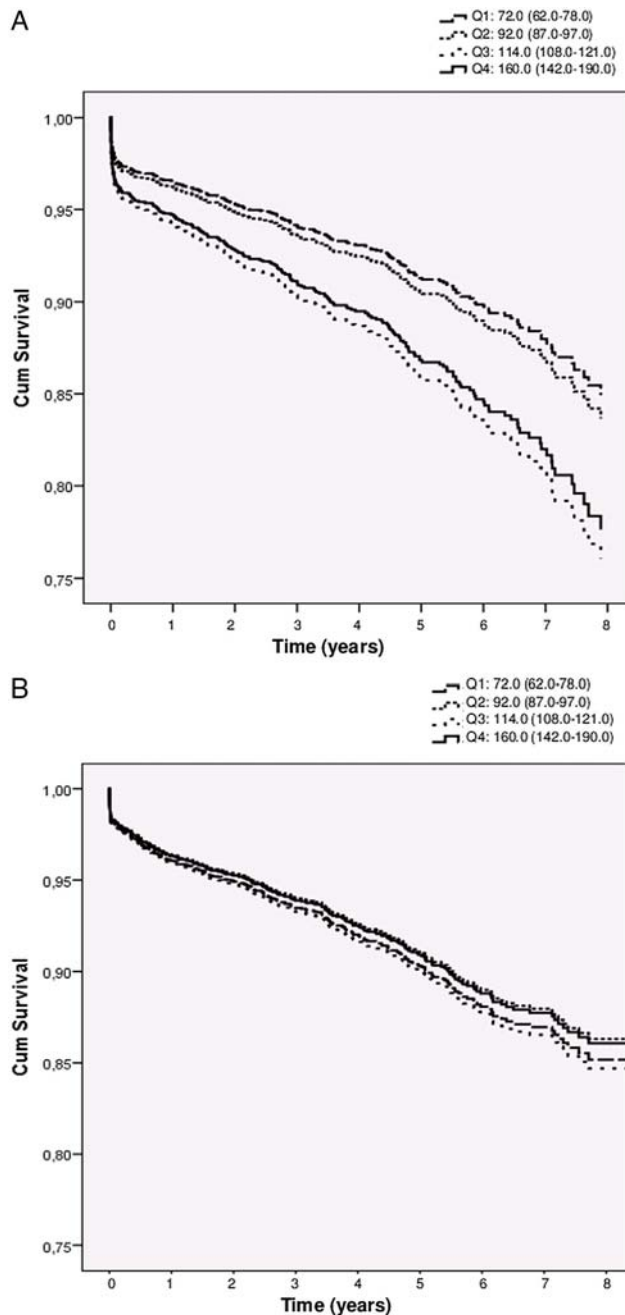 A
Q1: 72.0 (62.0-78.0)
Q2: 92.0 (87.0-97.0)
Q3: 114.0 (108.0-121.0)
Q4: 160.0 (142.0-190.0)
1,00
0,95
0,90
0,85
0,80
0,75
Cum Survival
0 1 2 3 4 5 6 7 8
Time (years)
B
Q1: 72.0 (62.0-78.0)
Q2: 92.0 (87.0-97.0)
Q3: 114.0 (108.0-121.0)
Q4: 160.0 (142.0-190.0)
1,00
0,95
0,90
0,85
0,80
0,75
Cum Survival
0 1 2 3 4 5 6 7 8
Time (years)